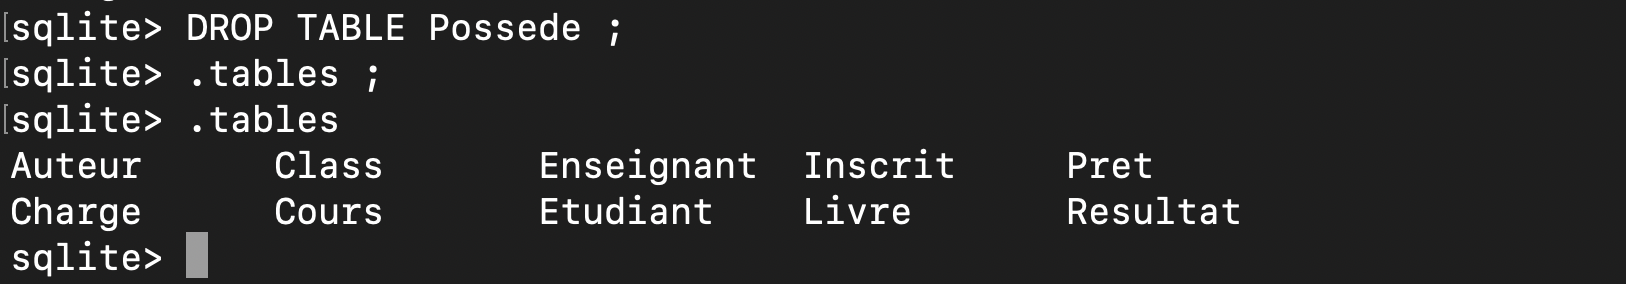 [sqlite> DROP TABLE Possede ;
[sqlite> .tables ;
[sqlite> .tables
Auteur Class Enseignant Inscrit Pret
Charge Cours Etudiant Livre Resultat
sqlite>